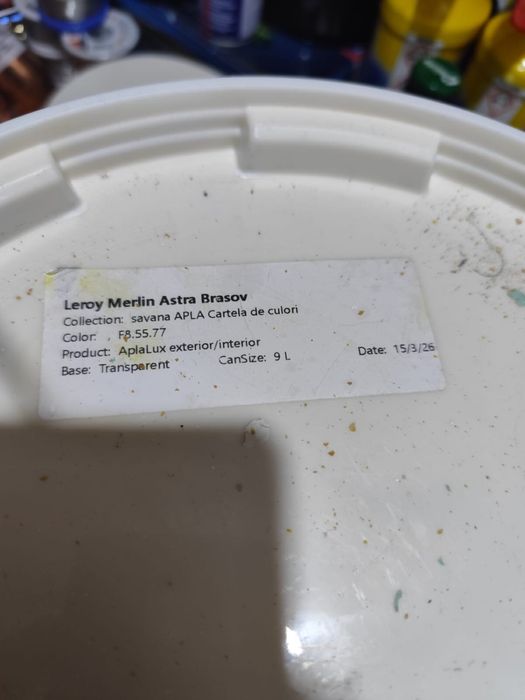 Leroy Merlin Astra Brasov
Collection: savana APLA Cartela de culori
Color: , F8.55.77
Product: AplaLux exterior/interior
Base: Transparent CanSize: 9 L Date: 15/3/26